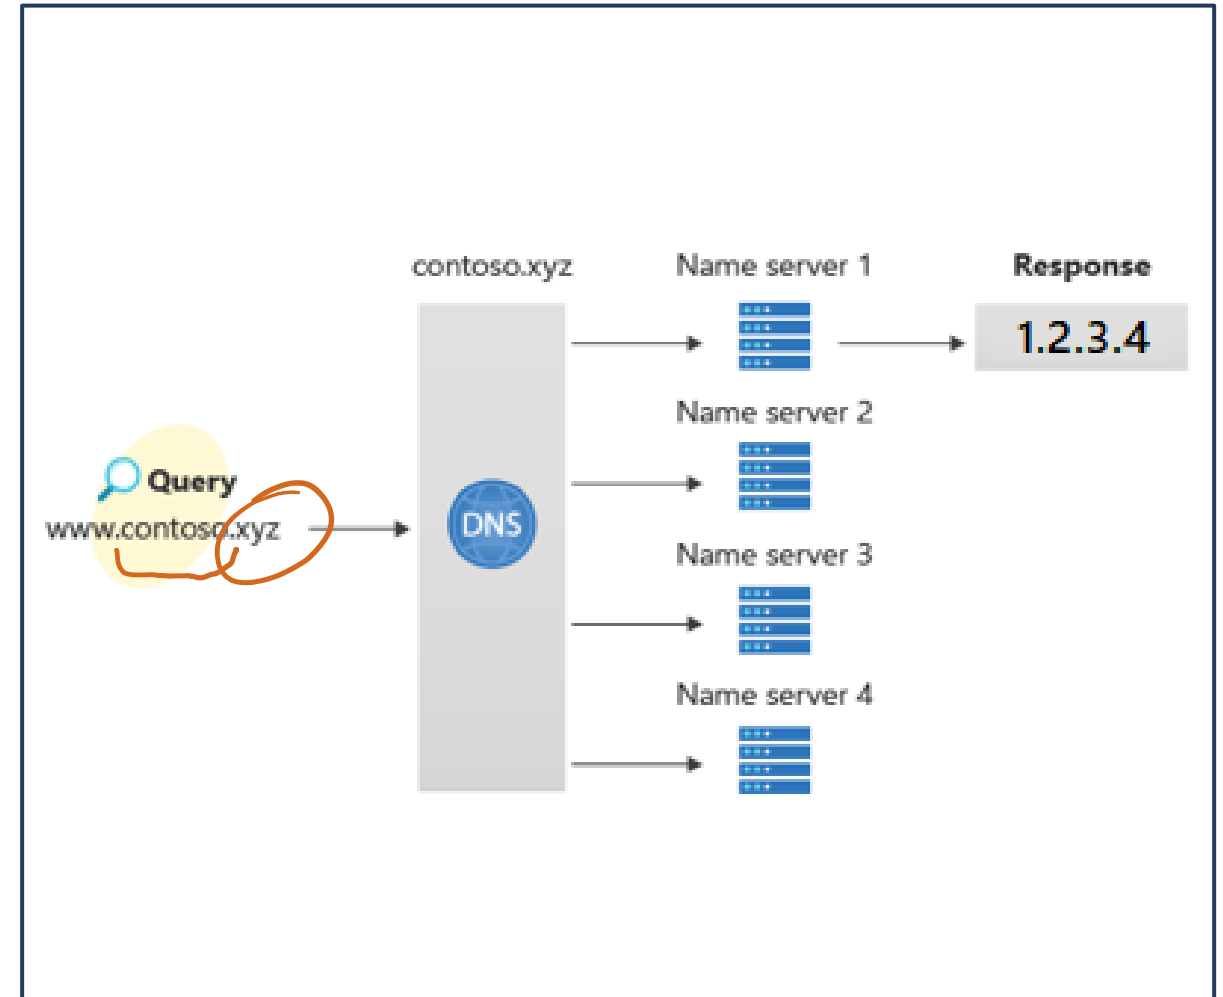 contoso.xyz
Name server 1
Response
1.2.3.4
Name server 2
Query
www.contoso.xyz
DNS
Name server 3
Name server 4